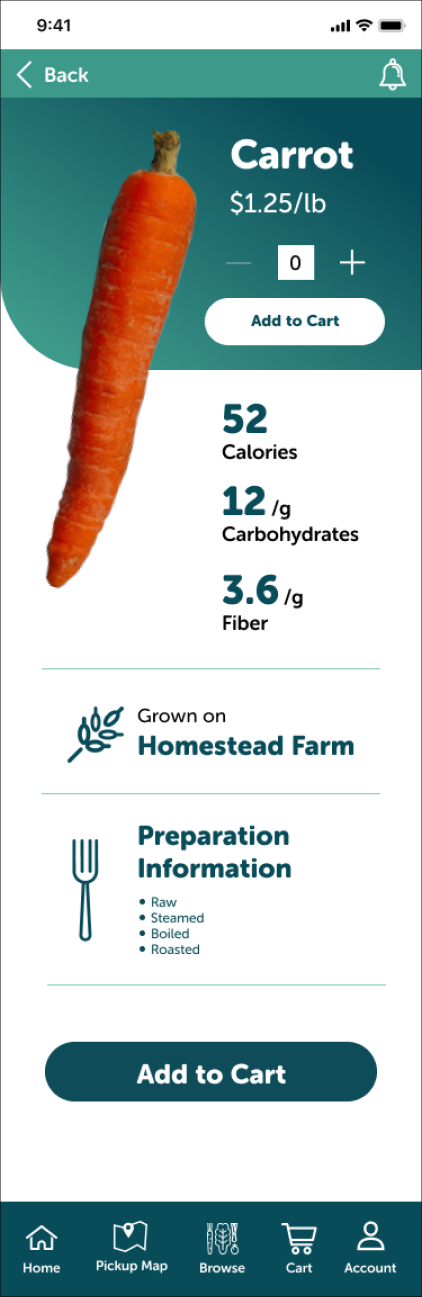 9:41
Back
Carrot
$1.25/lb
0
Add to Cart
52
Calories
12 /g
Carbohydrates
3.6 /g
Fiber
Grown on
Homestead Farm
Preparation
Information
• Raw
• Steamed
• Boiled
• Roasted
Add to Cart
Home Pickup Map Browse Cart Account